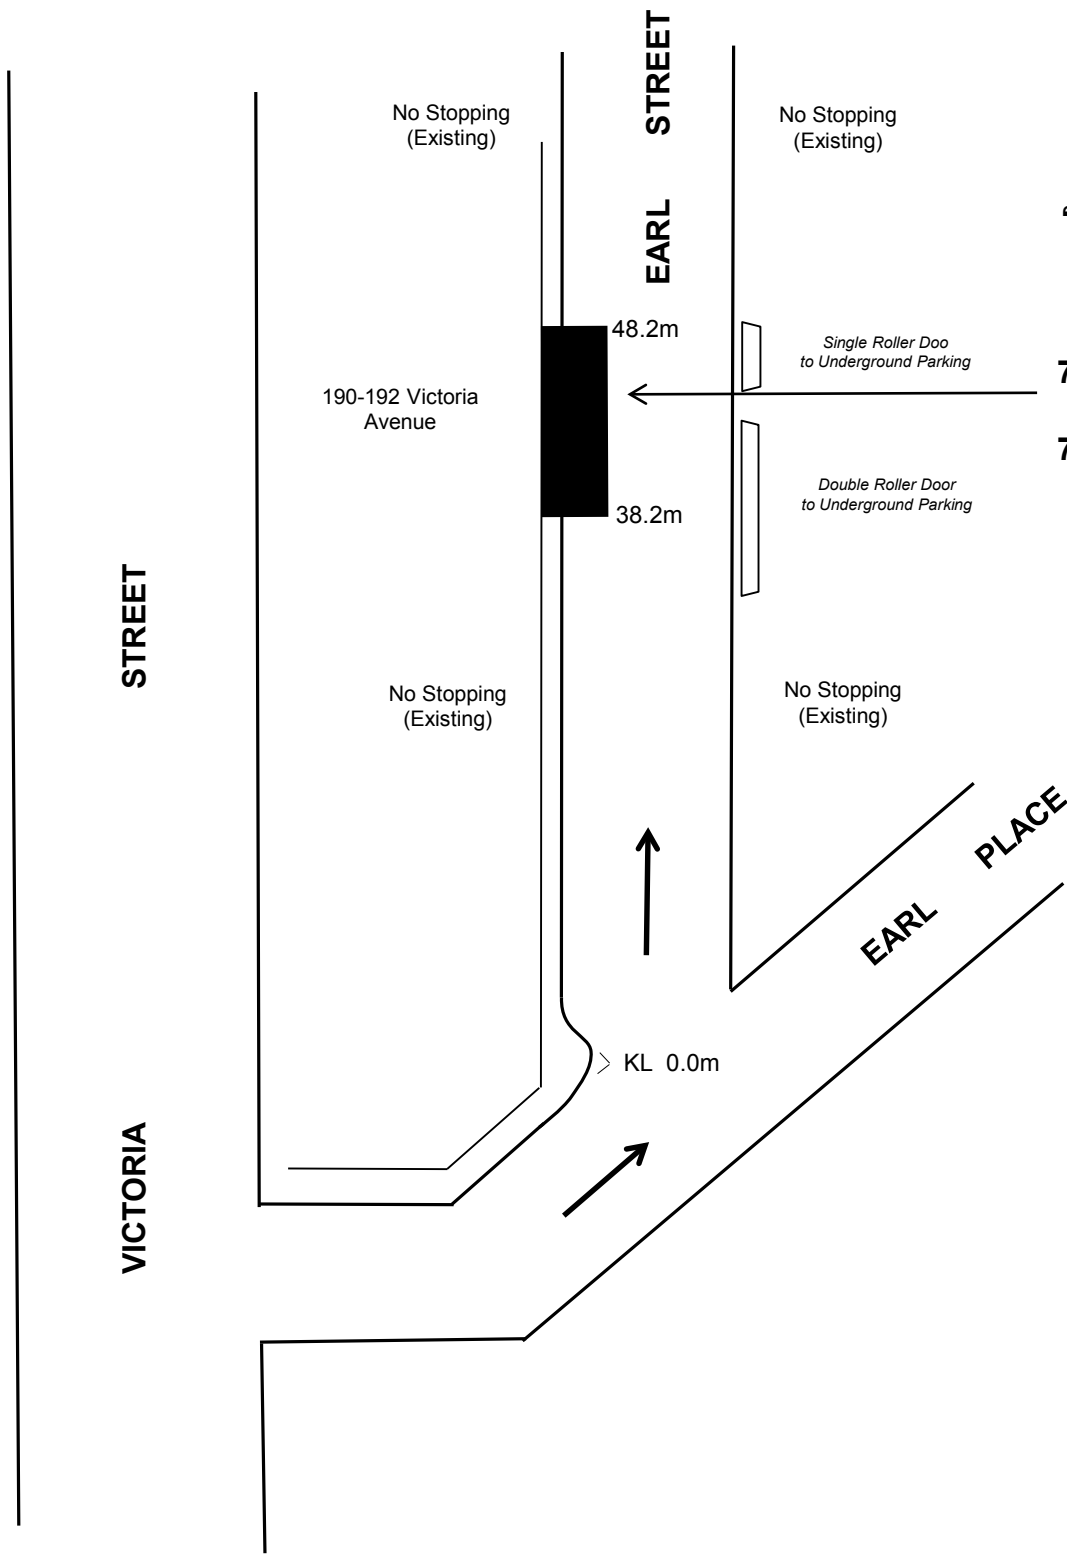 EARL STREET
No Stopping
(Existing)
No Stopping
(Existing)
48.2m
Single Roller Doo
to Underground Parking
7
190-192 Victoria
Avenue
7
Double Roller Door
to Underground Parking
38.2m
VICTORIA STREET
No Stopping
(Existing)
No Stopping
(Existing)
EARL PLACE
KL 0.0m